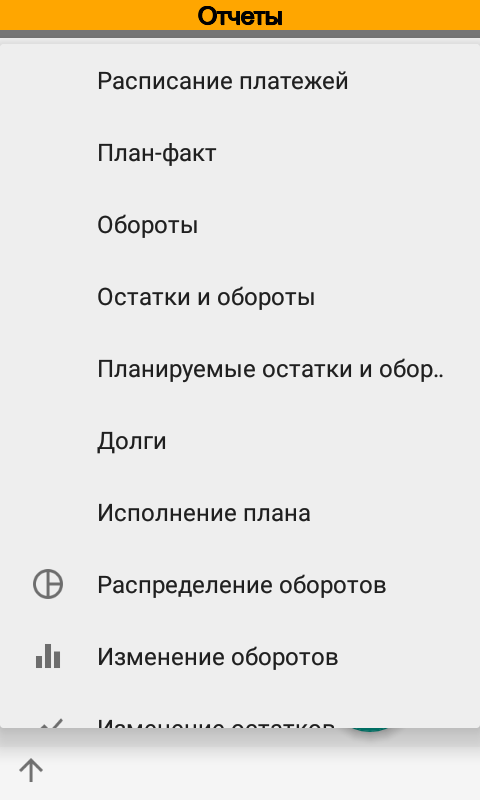 Отчеты
Расписание платежей
План-факт
Обороты
Остатки и обороты
Планируемые остатки и обор..
Долги
Исполнение плана
Распределение оборотов
Изменение оборотов
Изменение остатков